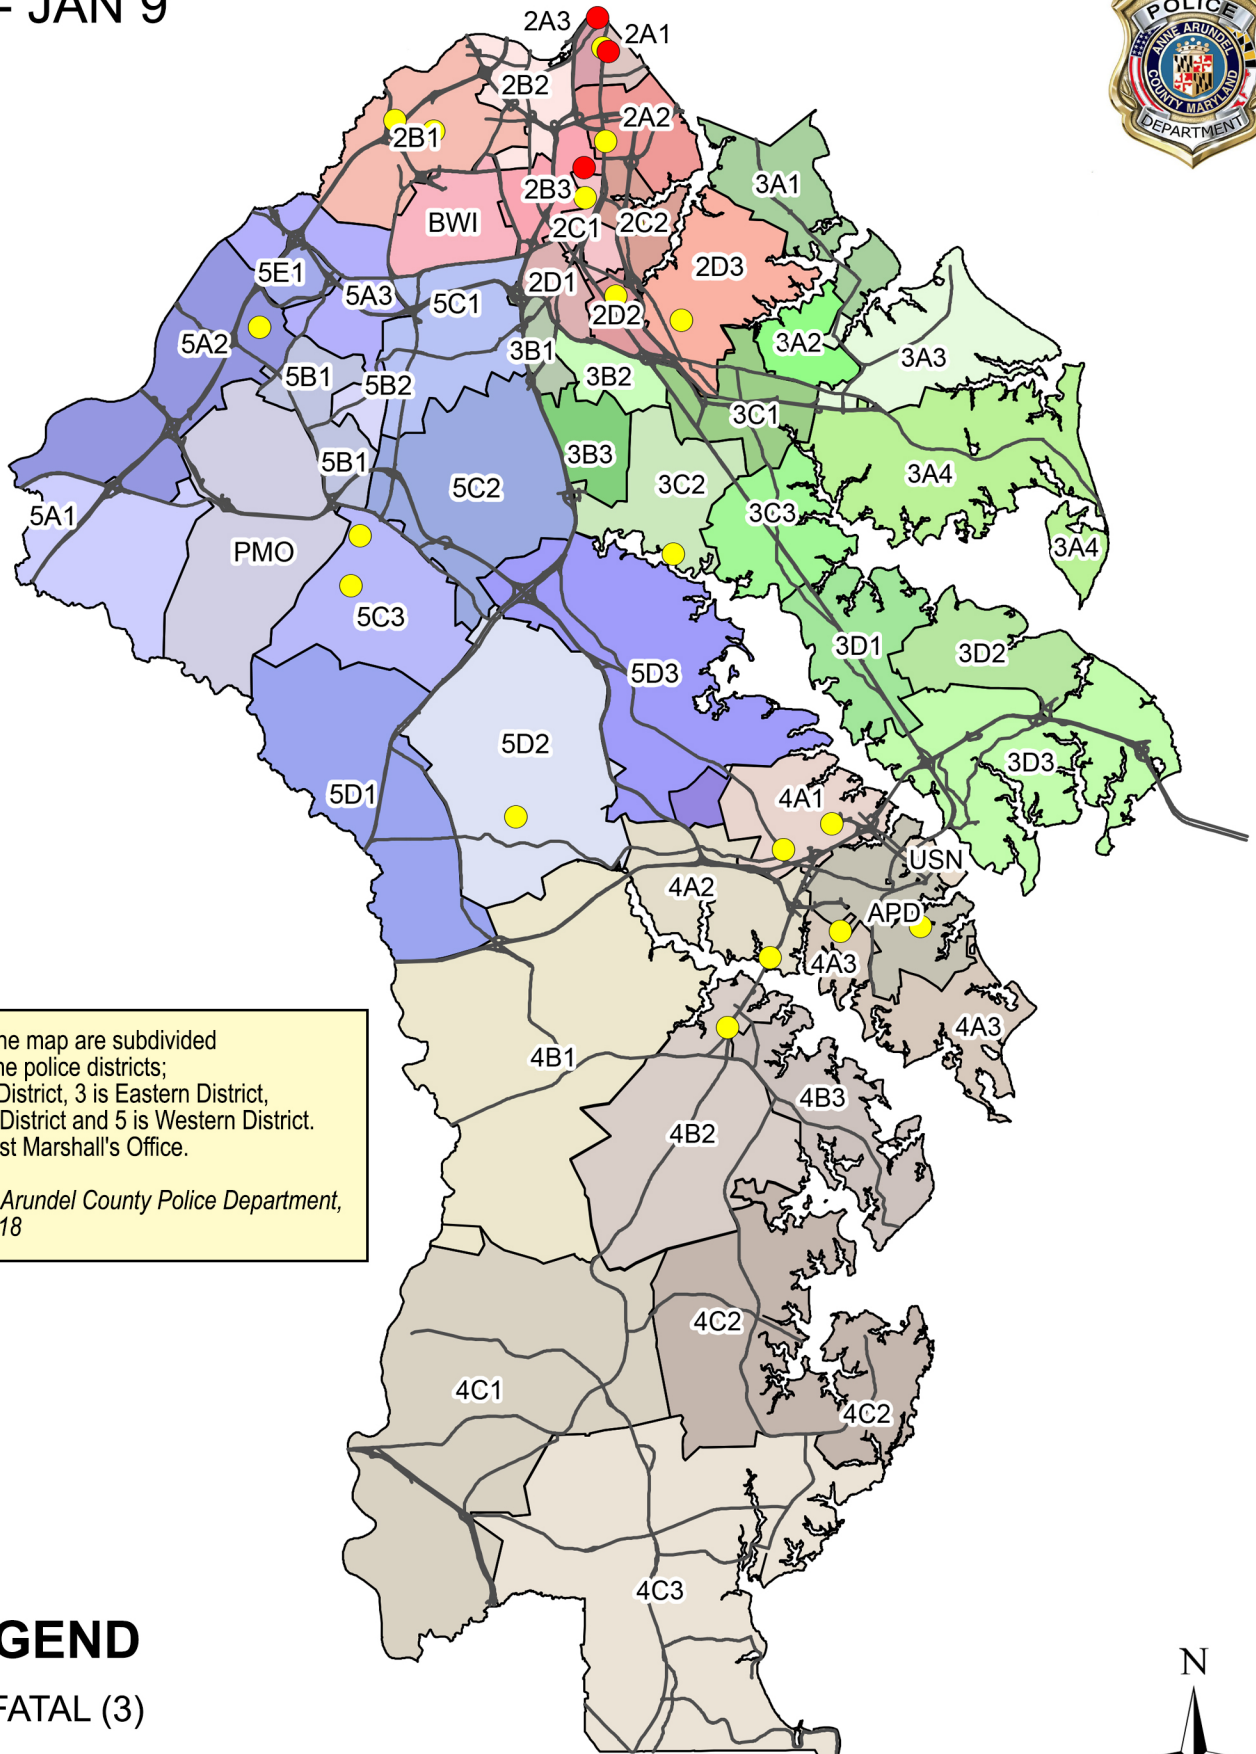 - JAN 9
POLICE
ANNE ARUNDEL
COUNTY MARYLAND
DEPARTMENT
2A3
2A1
2B2
2A2
2B1
3A1
2B3
BWI
2C1
2C2
2D3
5E1
2D1
5A3
5C1
2D2
5A2
3A2
3B1
3A3
5B1
5B2
3B2
3C1
3B3
5B1
5C2
3C2
3A4
5A1
3C3
PMO
3A4
5C3
3D1
3D2
5D3
5D2
3D3
5D1
4A1
USN
4A2
APD
4A3
4A3
4B1
4B3
4B2
4C2
4C1
4C2
4C3
he map are subdivided
he police districts;
District, 3 is Eastern District,
District and 5 is Western District.
st Marshall's Office.
Arundel County Police Department,
18
GEND
FATAL (3)
N